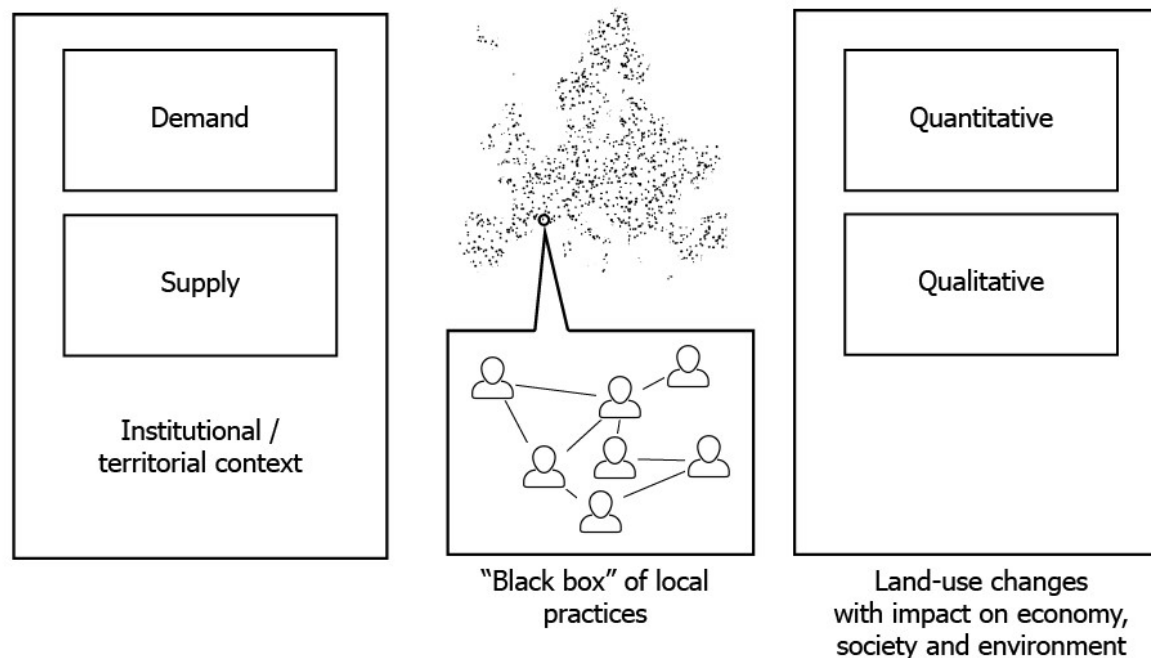 Demand
Supply
Institutional /
territorial context
“Black box” of local
practices
Quantitative
Qualitative
Land-use changes
with impact on economy,
society and environment